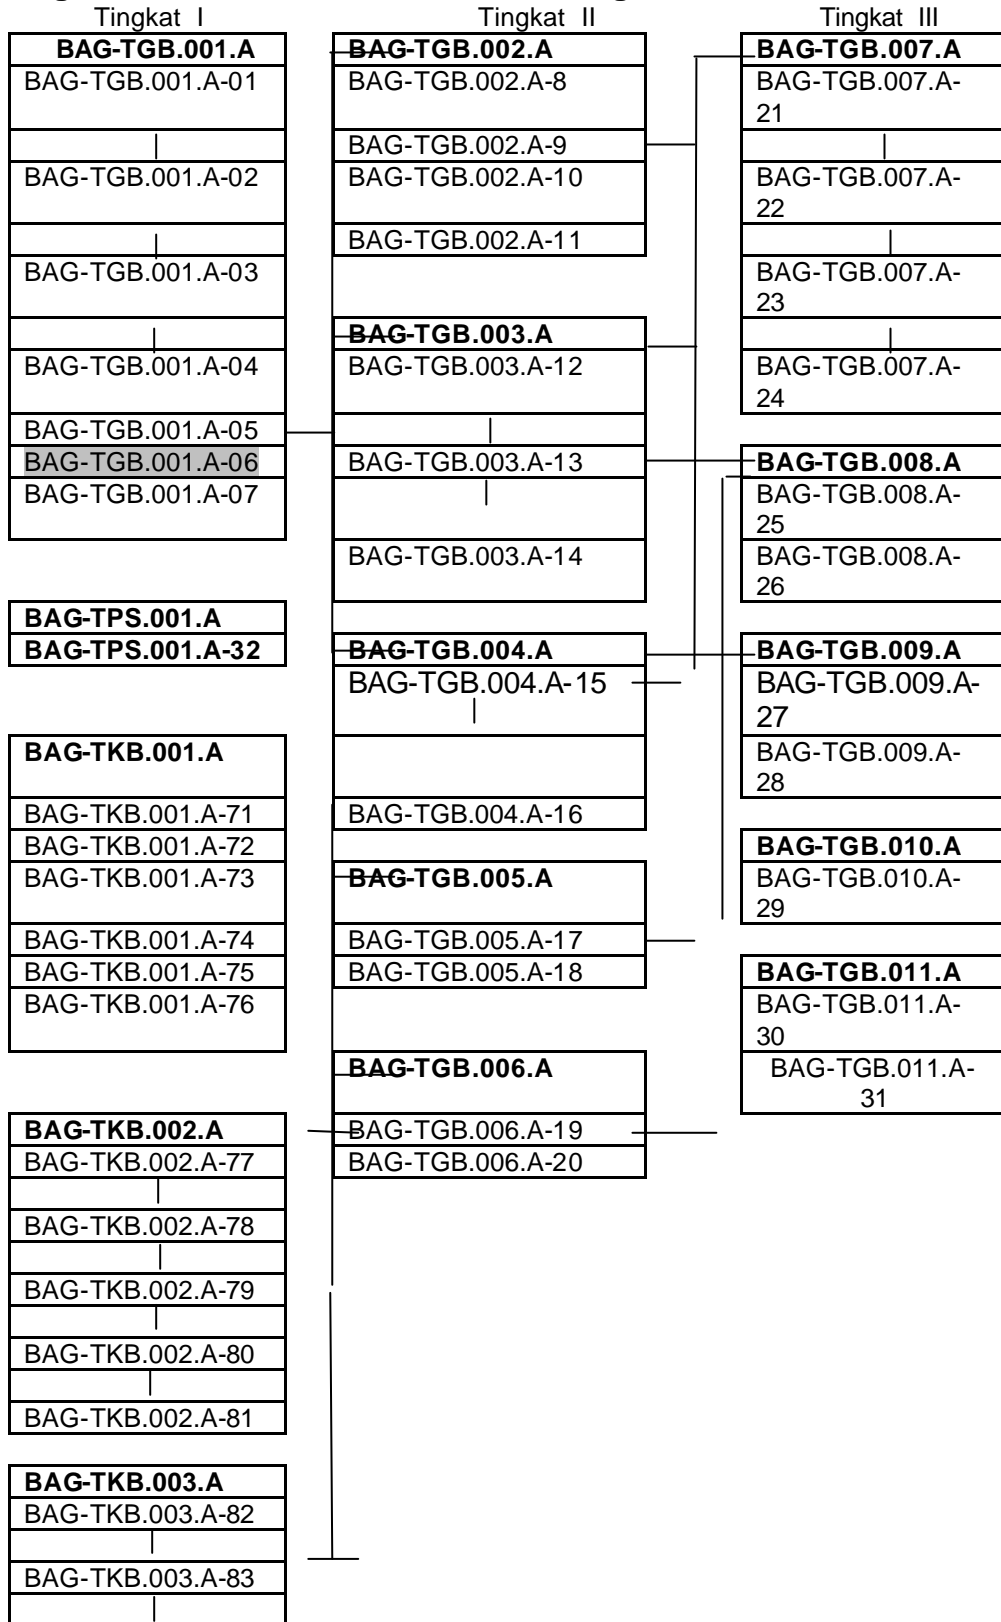 Tingkat I
BAG-TGB.001.A
BAG-TGB.001.A-01
BAG-TGB.001.A-02
BAG-TGB.001.A-03
BAG-TGB.001.A-04
BAG-TGB.001.A-05
BAG-TGB.001.A-06
BAG-TGB.001.A-07
BAG-TPS.001.A
BAG-TPS.001.A-32
BAG-TKB.001.A
BAG-TKB.001.A-71
BAG-TKB.001.A-72
BAG-TKB.001.A-73
BAG-TKB.001.A-74
BAG-TKB.001.A-75
BAG-TKB.001.A-76
BAG-TKB.002.A
BAG-TKB.002.A-77
BAG-TKB.002.A-78
BAG-TKB.002.A-79
BAG-TKB.002.A-80
BAG-TKB.002.A-81
BAG-TKB.003.A
BAG-TKB.003.A-82
BAG-TKB.003.A-83
Tingkat II
BAG-TGB.002.A
BAG-TGB.002.A-8
BAG-TGB.002.A-9
BAG-TGB.002.A-10
BAG-TGB.002.A-11
BAG-TGB.003.A
BAG-TGB.003.A-12
BAG-TGB.003.A-13
BAG-TGB.003.A-14
BAG-TGB.004.A
BAG-TGB.004.A-15
BAG-TGB.004.A-16
BAG-TGB.005.A
BAG-TGB.005.A-17
BAG-TGB.005.A-18
BAG-TGB.006.A
BAG-TGB.006.A-19
BAG-TGB.006.A-20
Tingkat III
BAG-TGB.007.A
BAG-TGB.007.A-
21
BAG-TGB.007.A-
22
BAG-TGB.007.A-
23
BAG-TGB.007.A-
24
BAG-TGB.008.A
BAG-TGB.008.A-
25
BAG-TGB.008.A-
26
BAG-TGB.009.A
BAG-TGB.009.A-
27
BAG-TGB.009.A-
28
BAG-TGB.010.A
BAG-TGB.010.A-
29
BAG-TGB.011.A
BAG-TGB.011.A-
30
BAG-TGB.011.A-
31